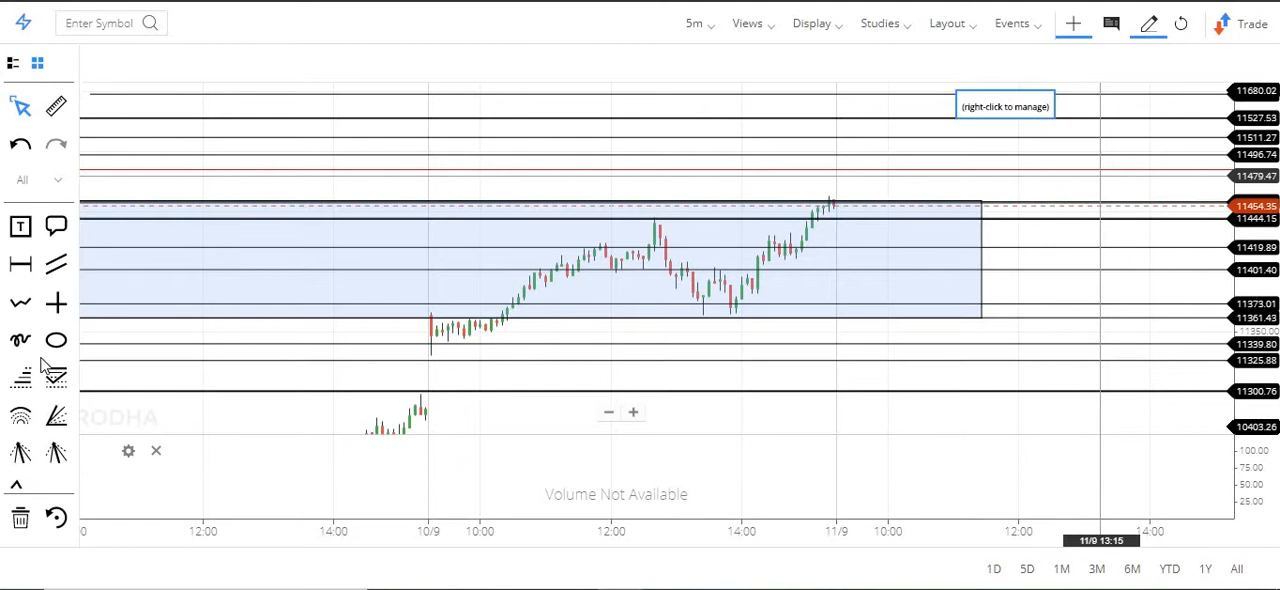 Enter Symbol
5m
Views
Display
Studies
Layout
Events
Trade
All
T
(right-click to manage)
11680.02
11527.53
11511.27
11496.74
11479.47
11454.35
11444.15
11419.89
11401.40
11373.01
11361.43
11350.00
11339.80
11325.88
11300.76
10403.26
RODHA
100.00
75.00
50.00
25.00
Volume Not Available
0 12:00 14:00 10/9 10:00 12:00 14:00 11/9 10:00 12:00 14:00
11/9 13:15
1D 5D 1M 3M 6M YTD 1Y All